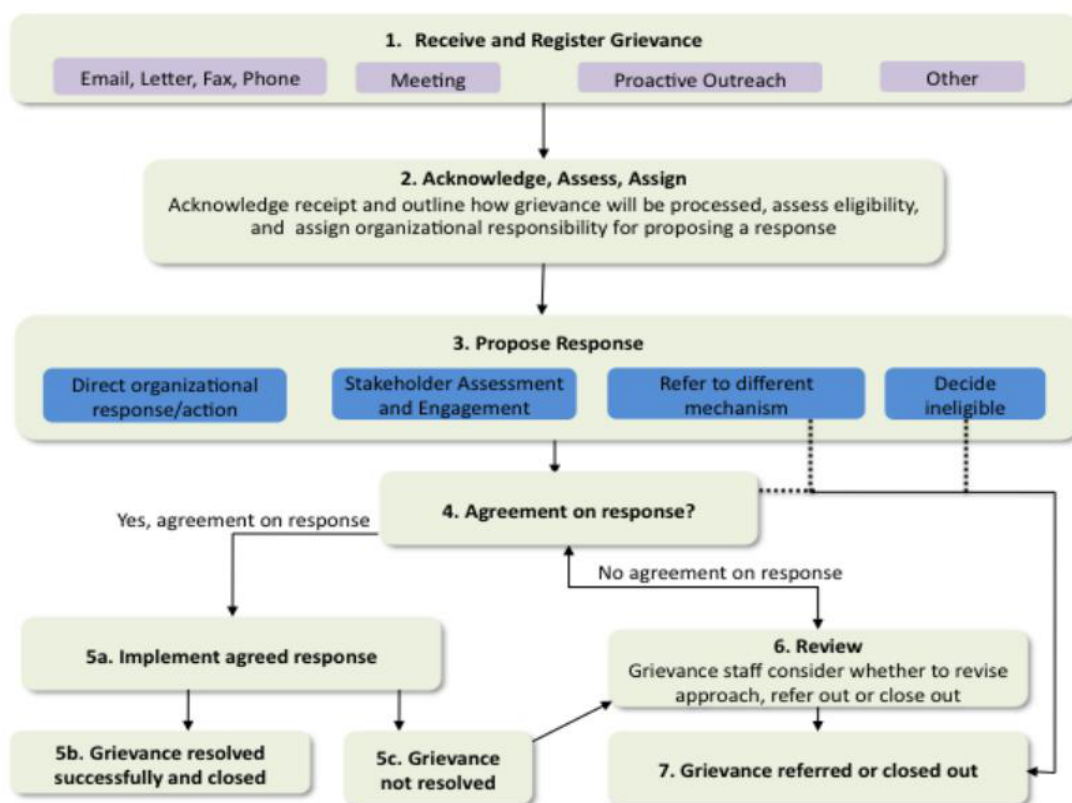 1. Receive and Register Grievance
Email, Letter, Fax, Phone
Meeting
Proactive Outreach
Other
2. Acknowledge, Assess, Assign
Acknowledge receipt and outline how grievance will be processed, assess eligibility,
and assign organizational responsibility for proposing a response
3. Propose Response
Direct organizational
response/action
Stakeholder Assessment
and Engagement
Refer to different
mechanism
Decide
ineligible
4. Agreement on response?
Yes, agreement on response
No agreement on response
5a. Implement agreed response
6. Review
Grievance staff consider whether to revise
approach, refer out or close out
5b. Grievance resolved
successfully and closed
5c. Grievance
not resolved
7. Grievance referred or closed out